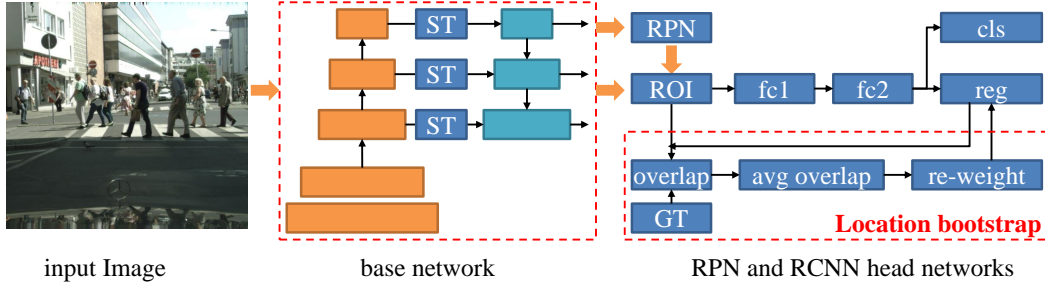 APOTHEKE
ST
ST
ST
RPN
ROI
fc1
fc2
cls
reg
overlap
avg overlap
re-weight
GT
Location bootstrap
input Image
base network
RPN and RCNN head networks